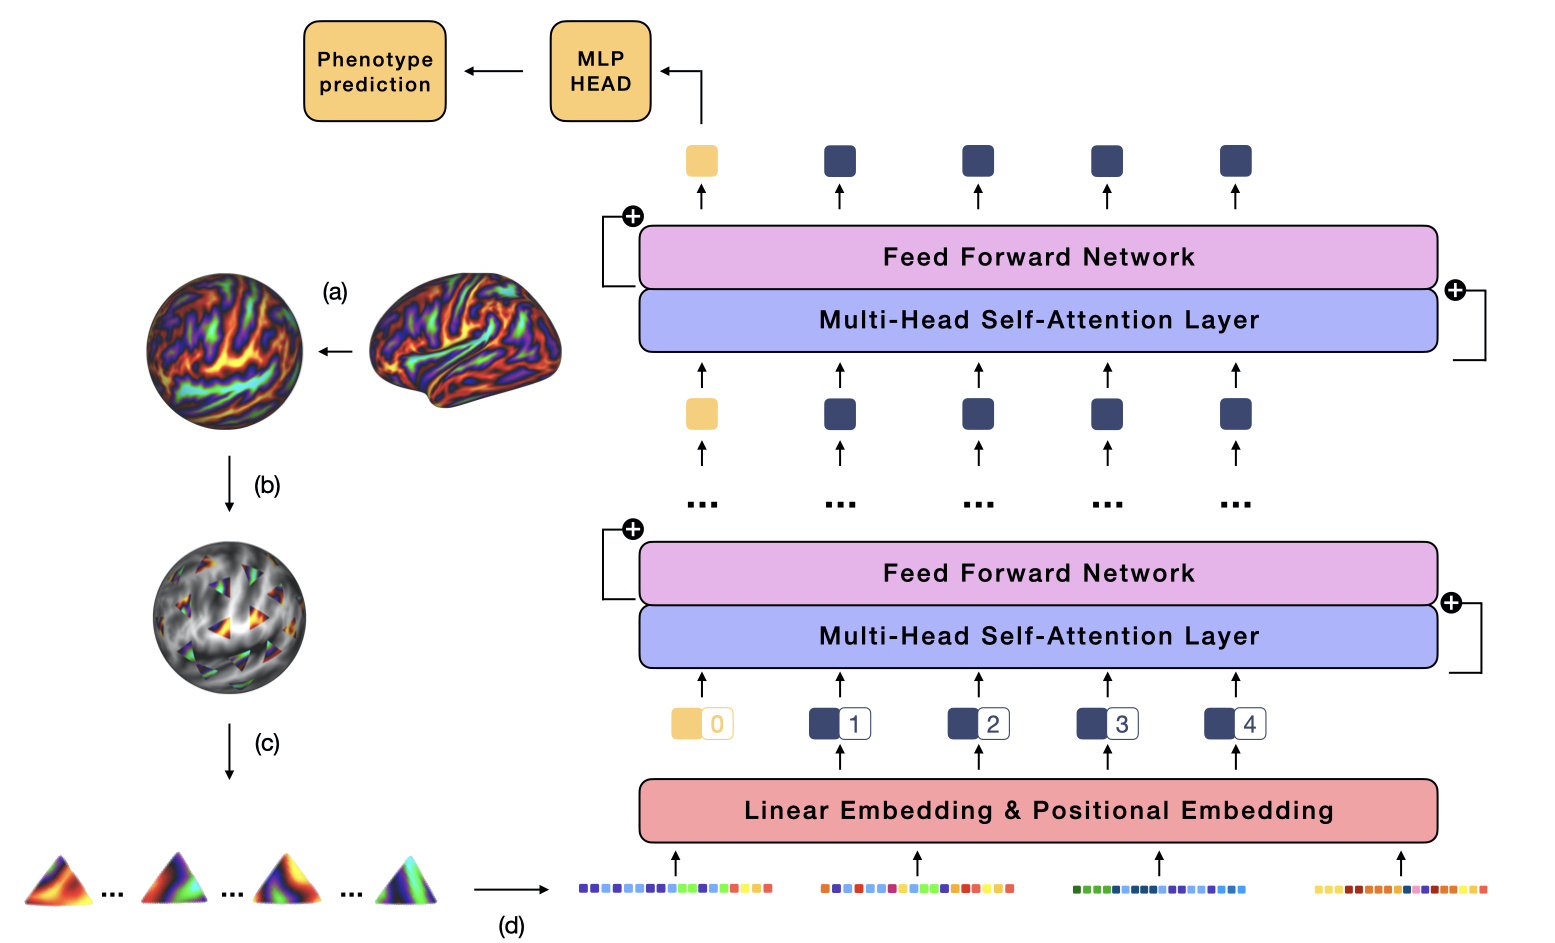 Phenotype
prediction
MLP
HEAD
Feed Forward Network
(a)
Multi-Head Self-Attention Layer
(b)
...
...
...
...
...
Feed Forward Network
Multi-Head Self-Attention Layer
0
1
2
3
4
(c)
Linear Embedding & Positional Embedding
...
...
...
(d)